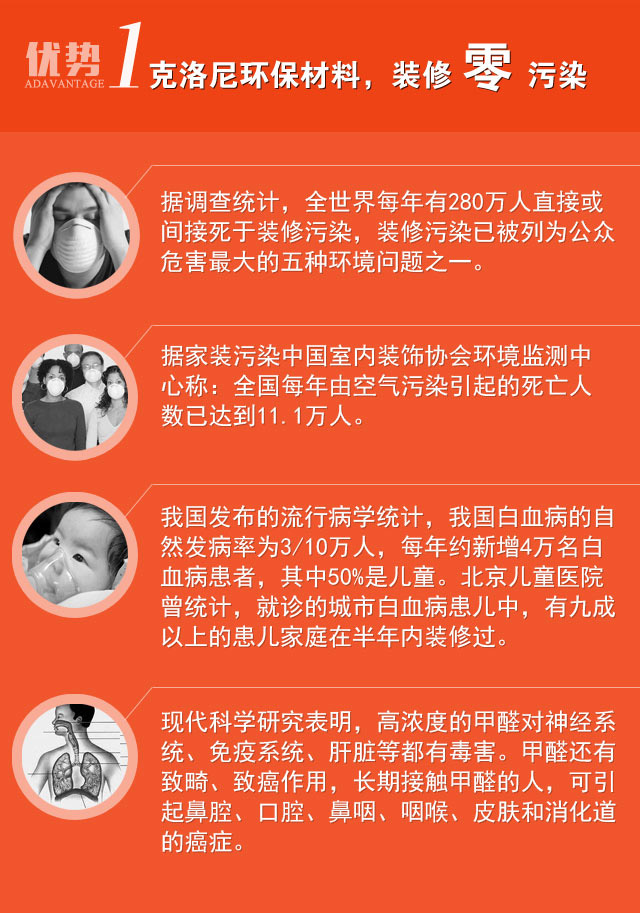 优势
ADAVANTAGE
1
克洛尼环保材料，装修 零 污染
据调查统计，全世界每年有280万人直接或
间接死于装修污染，装修污染已被列为公众
危害最大的五种环境问题之一。
据家装污染中国室内装饰协会环境监测中
心称：全国每年由空气污染引起的死亡人
数已达到11.1万人。
我国发布的流行病学统计，我国白血病的自
然发病率为3/10万人，每年约新增4万名白
血病患者，其中50%是儿童。北京儿童医院
曾统计，就诊的城市白血病患儿中，有九成
以上的患儿家庭在半年内装修过。
现代科学研究表明，高浓度的甲醛对神经系
统、免疫系统、肝脏等都有毒害。甲醛还有
致畸、致癌作用，长期接触甲醛的人，可引
起鼻腔、口腔、鼻咽、咽喉、皮肤和消化道
的癌症。